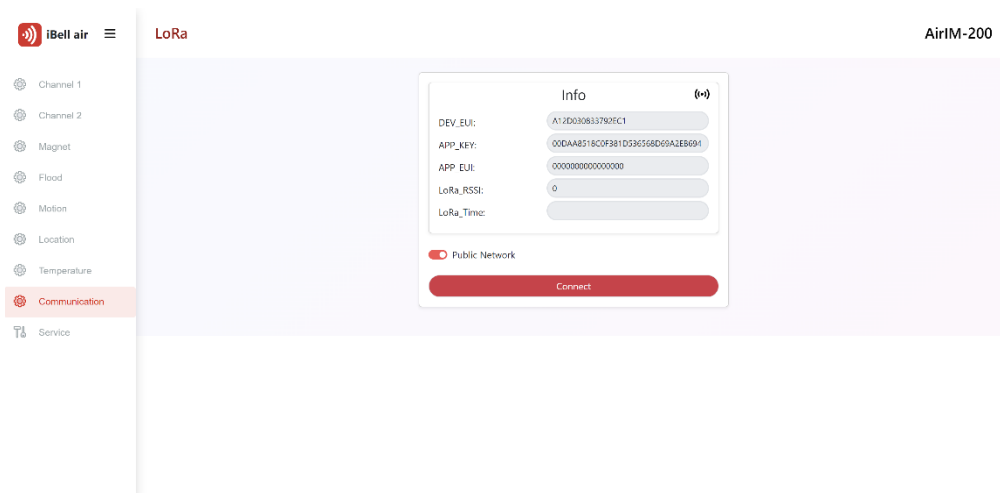 iBell air
LoRa
AirIM-200
Channel 1
Channel 2
Magnet
Flood
Motion
Location
Temperature
Communication
Service
Info
DEV_EUI:
A12D030833792EC1
APP_KEY:
00DAA8518C0F381D536568D69A2EB694
APP_EUI:
0000000000000000
LoRa_RSSI:
0
LoRa_Time:
Public Network
Connect